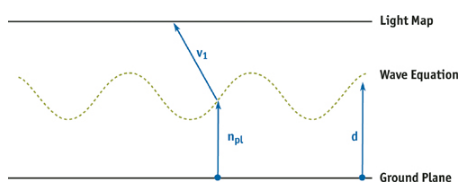 Light Map
v1
Wave Equation
npl
d
Ground Plane